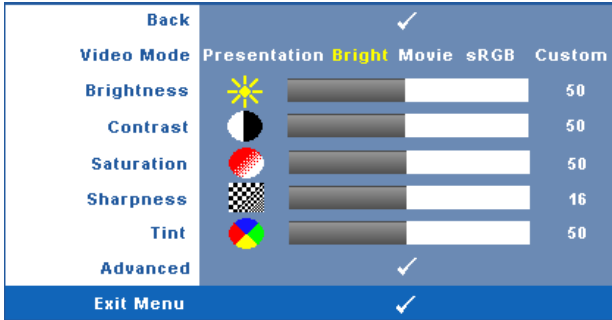 Back
Video Mode Presentation Bright Movie sRGB Custom
Brightness 50
Contrast 50
Saturation 50
Sharpness 16
Tint 50
Advanced
Exit Menu